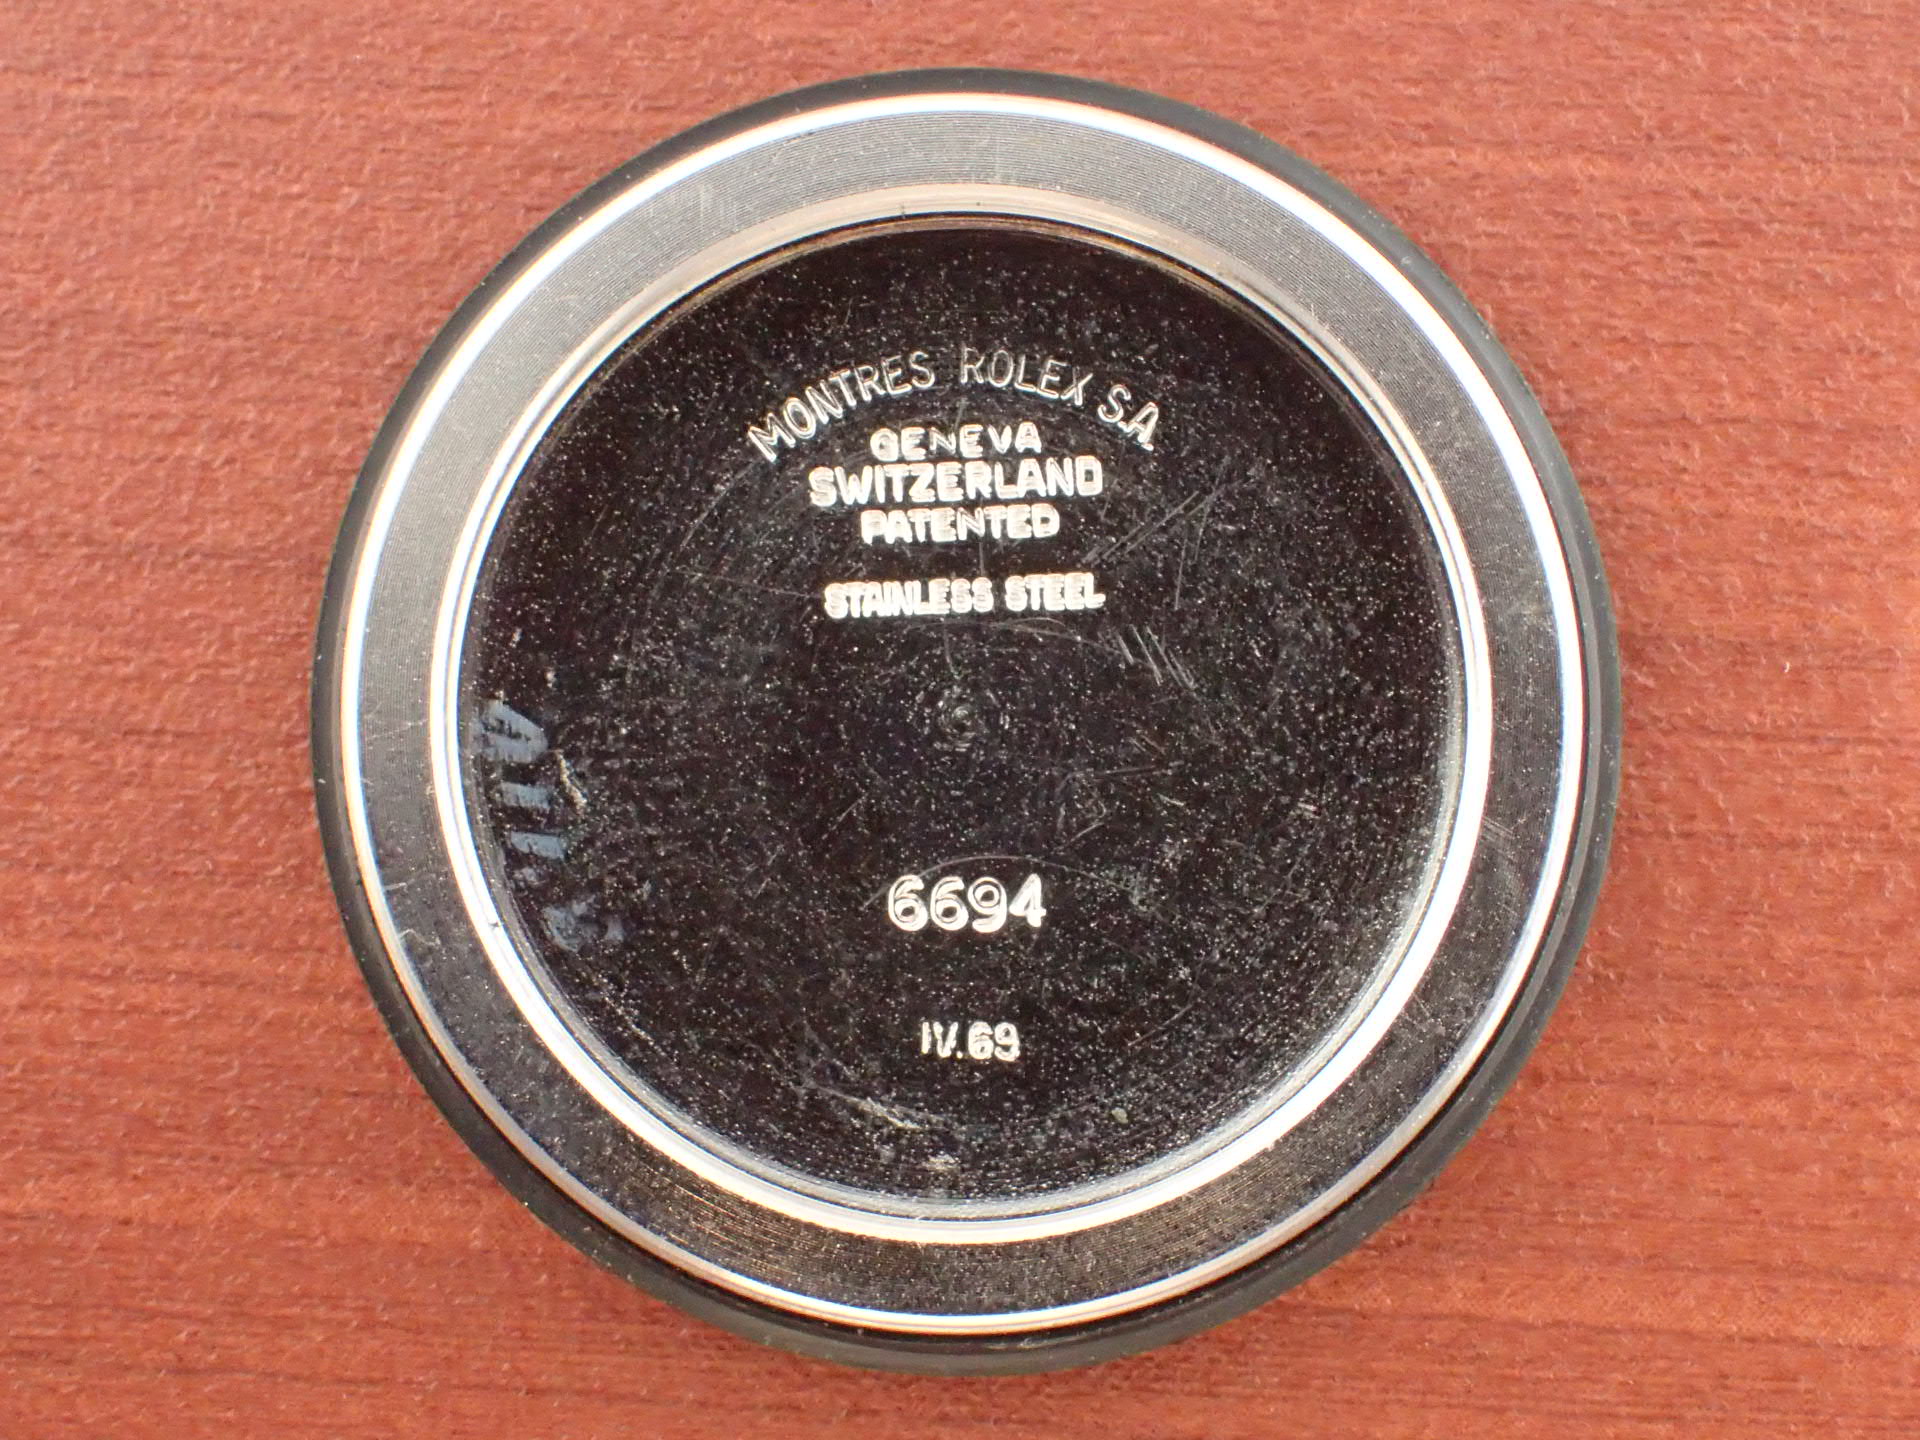 MONTRES ROLEX S.A.
GENEVA
SWITZERLAND
PATENTED
STAINLESS STEEL
6694
IV.69